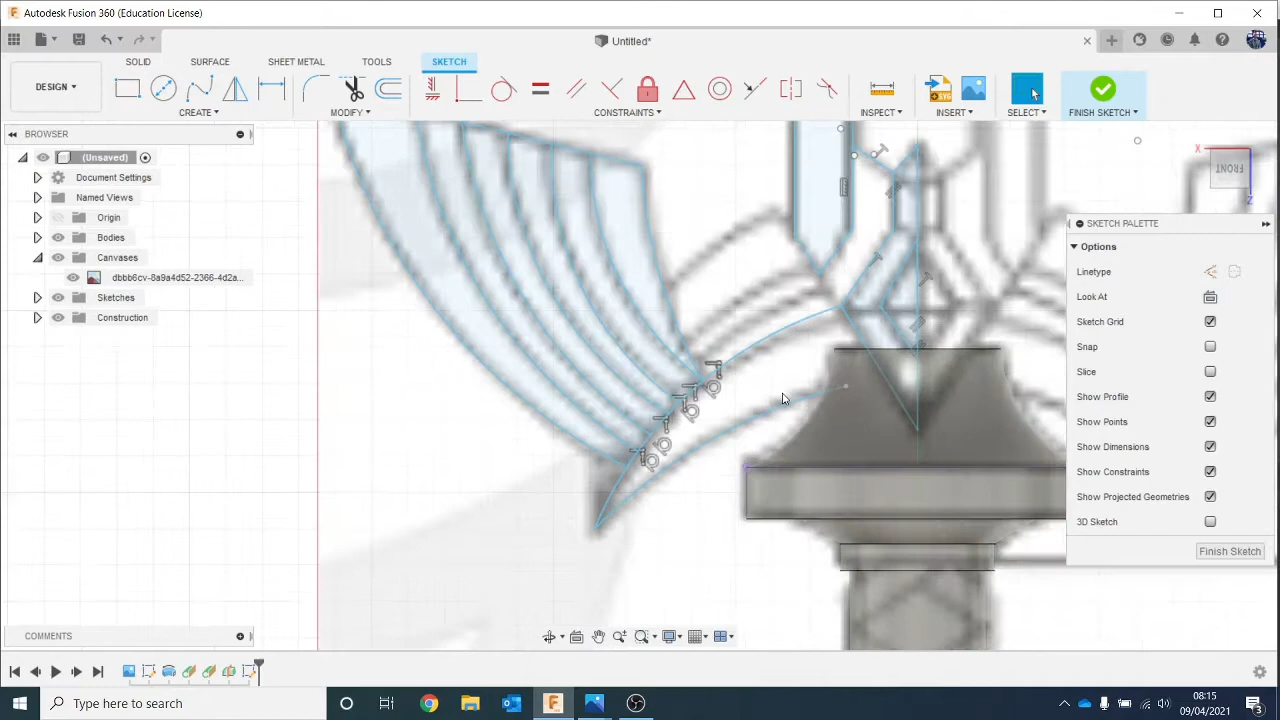 Autodesk Fusion 360 (Education License)
Untitled*
SOLID SURFACE SHEET METAL TOOLS SKETCH
DESIGN
CREATE MODIFY CONSTRAINTS INSPECT INSERT SELECT FINISH SKETCH
BROWSER
(Unsaved)
Document Settings
Named Views
Origin
Bodies
Canvases
dbbb6cv-8a9a4d52-2366-4d2a...
Sketches
Construction
X
FRONT
Z
SKETCH PALETTE
Options
Linetype
Look At
Sketch Grid
Snap
Slice
Show Profile
Show Points
Show Dimensions
Show Constraints
Show Projected Geometries
3D Sketch
Finish Sketch
COMMENTS
Type here to search
08:15
09/04/2021
3